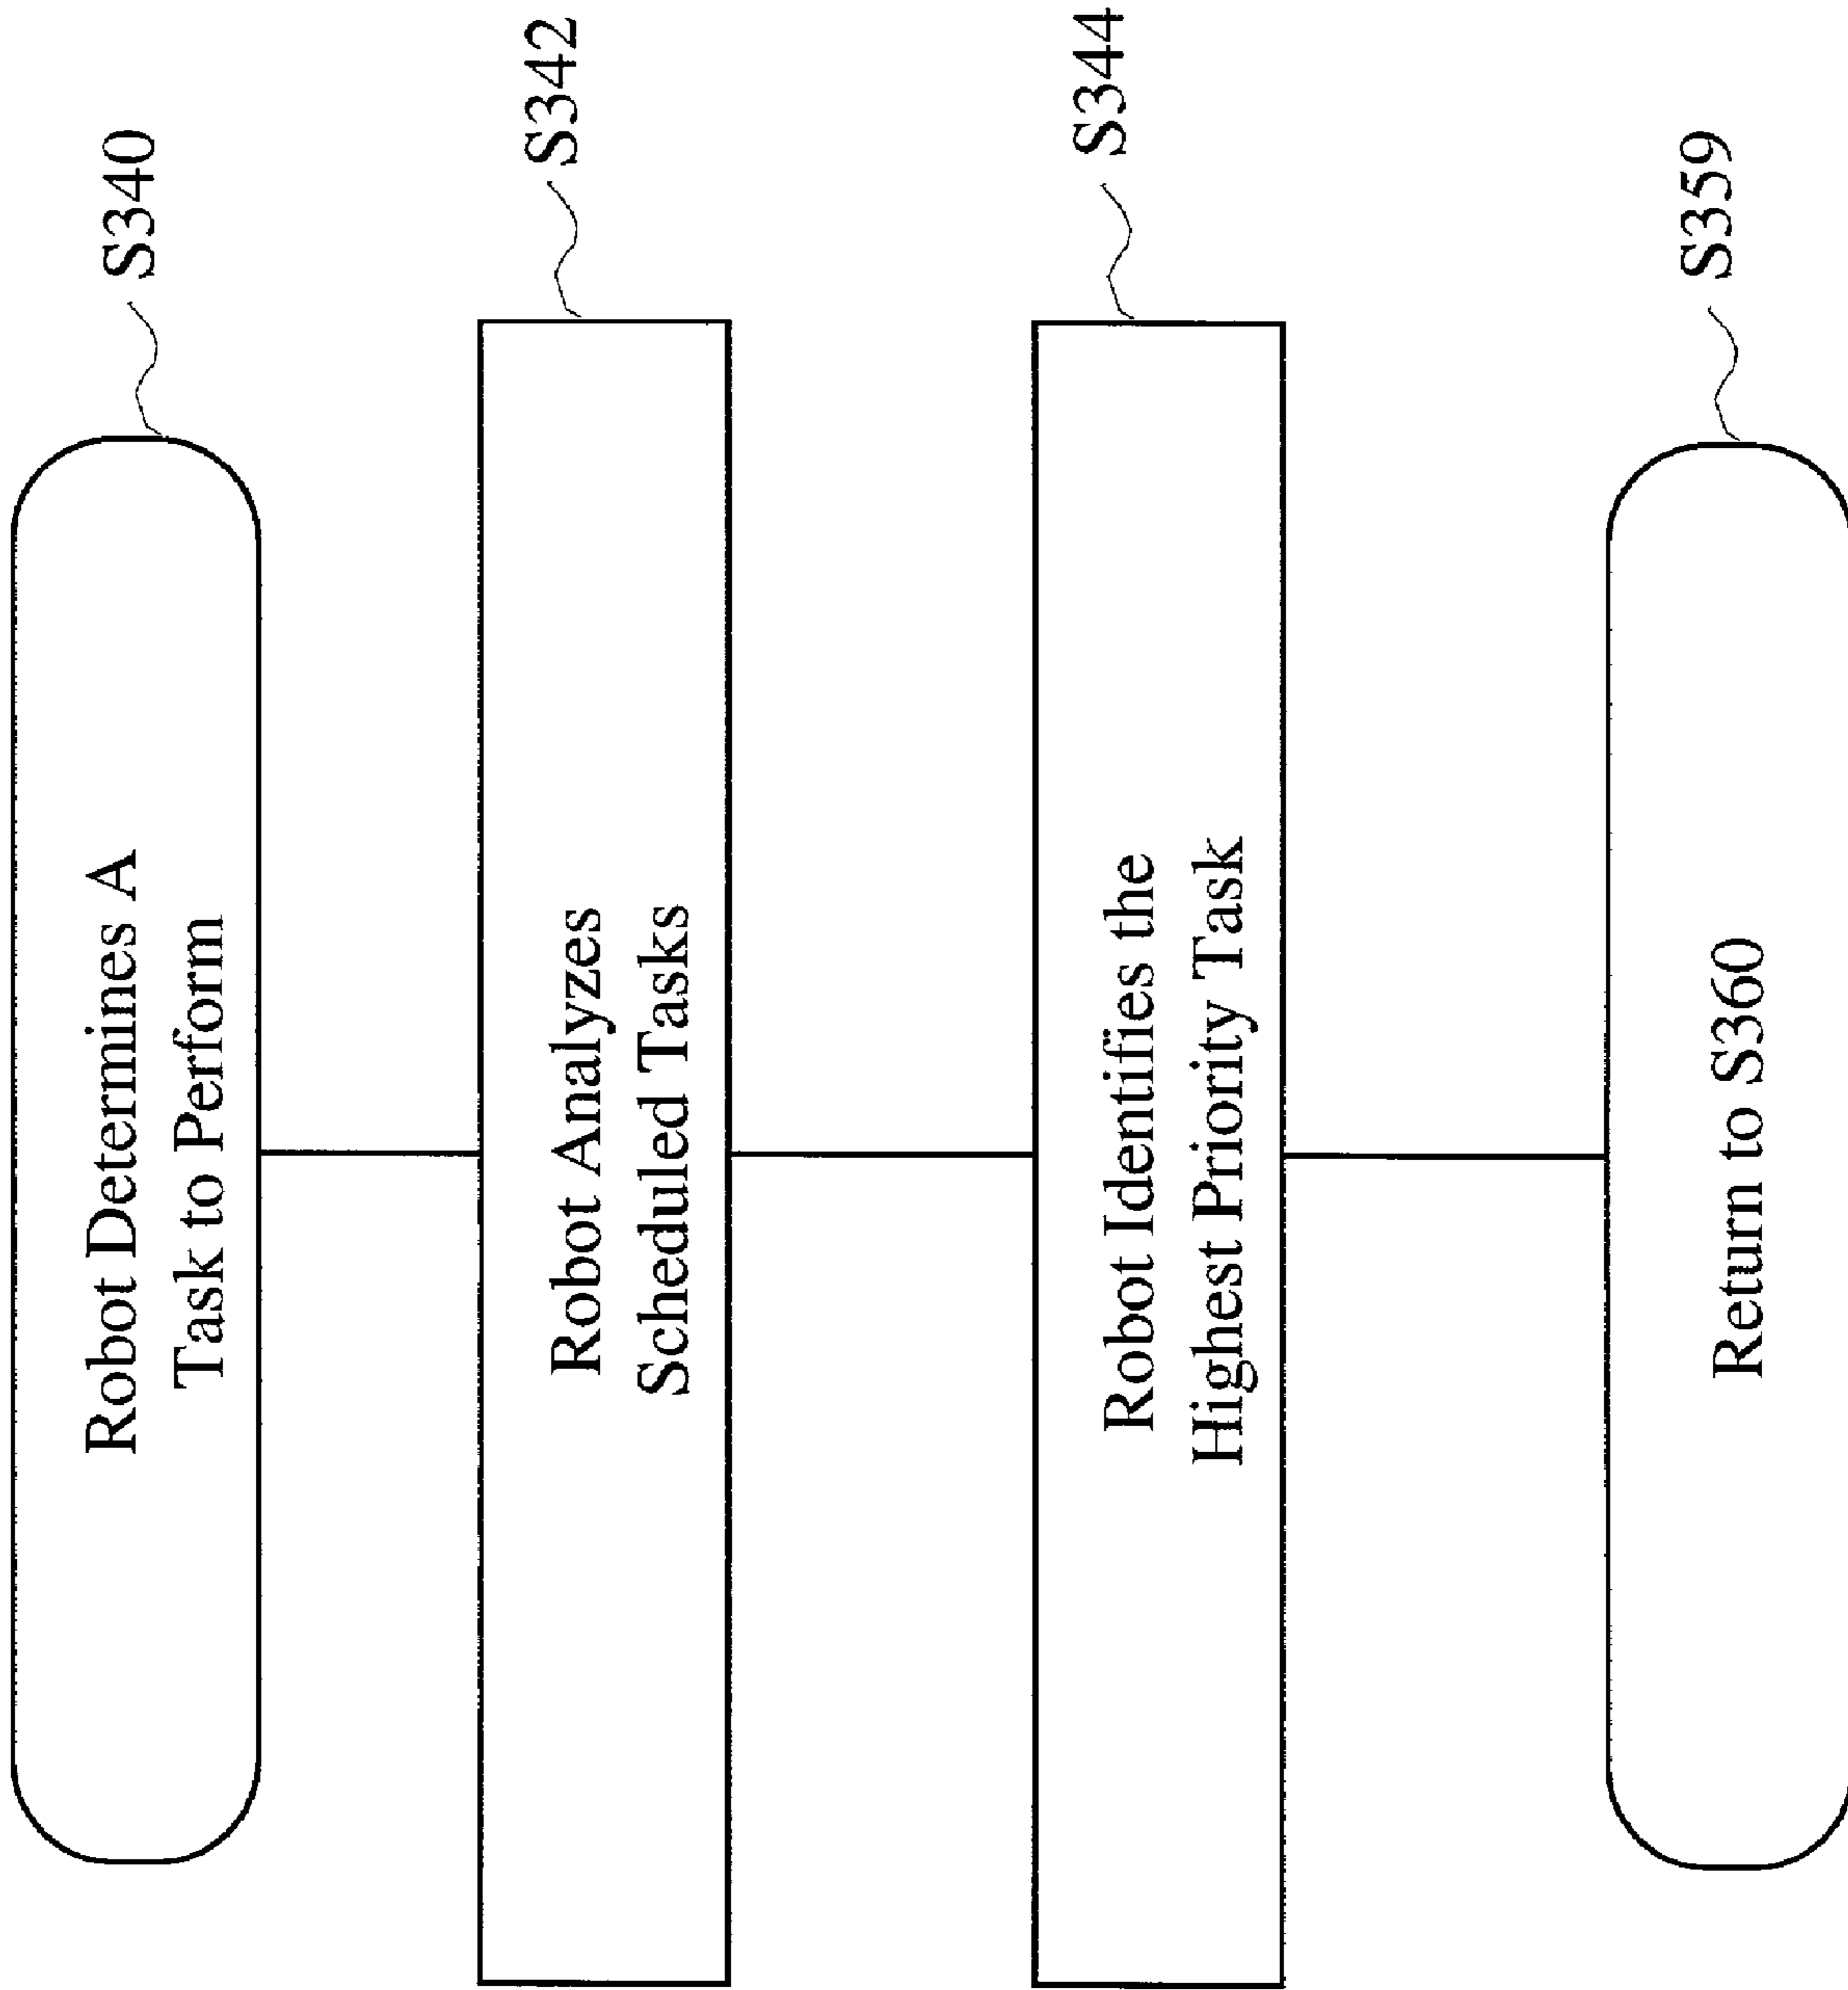 Robot Determines A
Task to Perform
S340
Robot Analyzes
Scheduled Tasks
S342
Robot Identifies the
Highest Priority Task
S344
Return to S360
S359